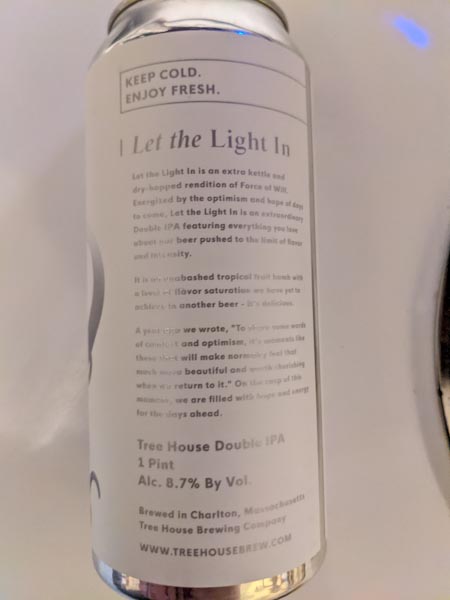 KEEP COLD.
ENJOY FRESH.
Let the Light In
Let the Light In is an extra kettle and
dry-hopped rendition of Force of Will.
Energized by the optimism and hope of days
to come, Let the Light In is an extraordinary
Double IPA featuring everything you love
about our beer pushed to the limit of flavor
and intensity.
It is an unabashed tropical fruit bomb with
a level of flavor saturation we have yet to
achieve in another beer - it's delicious.
A year ago we wrote, "To share some words
of comfort and optimism, it's moments like
these that will make normalcy feel that
much more beautiful and worth cherishing
when we return to it." On the cusp of this
moment, we are filled with hope and energy
for the days ahead.
Tree House Double IPA
1 Pint
Alc. 8.7% By Vol.
Brewed in Charlton, Massachusetts
Tree House Brewing Company
WWW.TREEHOUSEBREW.COM